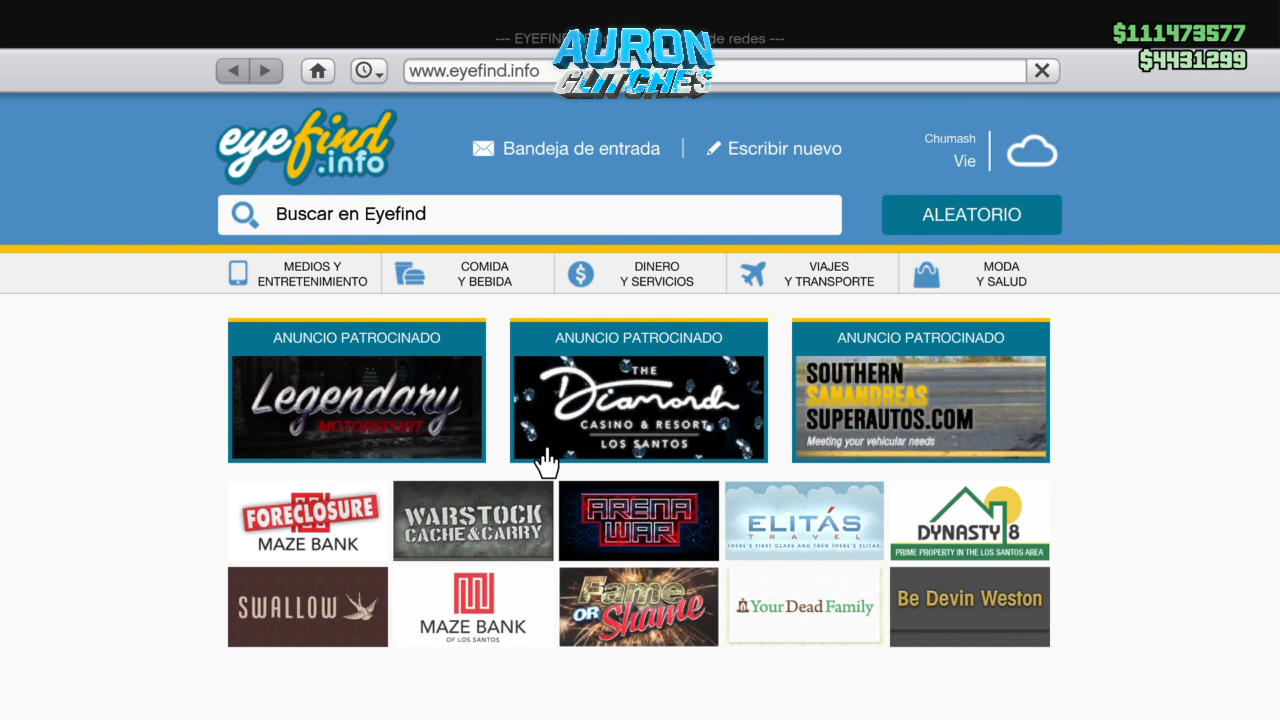 --- EYEFIN
de redes ---
AURON
GLITCHES
$111473577
$4431299
www.eyefind.info
eyefind
.info
Bandeja de entrada
Escribir nuevo
Chumash
Vie
Buscar en Eyefind
ALEATORIO
MEDIOS Y
ENTRETENIMIENTO
COMIDA
Y BEBIDA
DINERO
Y SERVICIOS
VIAJES
Y TRANSPORTE
MODA
Y SALUD
ANUNCIO PATROCINADO
Legendary
MOTORSPORT
ANUNCIO PATROCINADO
THE
Diamond
CASINO & RESORT
LOS SANTOS
ANUNCIO PATROCINADO
SOUTHERN
SANANDREAS
SUPERAUTOS.COM
Meeting your vehicular needs
FORECLOSURE
MAZE BANK
WARSTOCK
CACHE&CARRY
ARENA
WAR
ELITÁS
TRAVEL
THERE'S FIRST CLASS AND THEN THERE'S ELITÁS.
DYNASTY 8
PRIME PROPERTY IN THE LOS SANTOS AREA
SWALLOW
MAZE BANK
OF LOS SANTOS
Fame
OR Shame
YourDeadFamily
Be Devin Weston